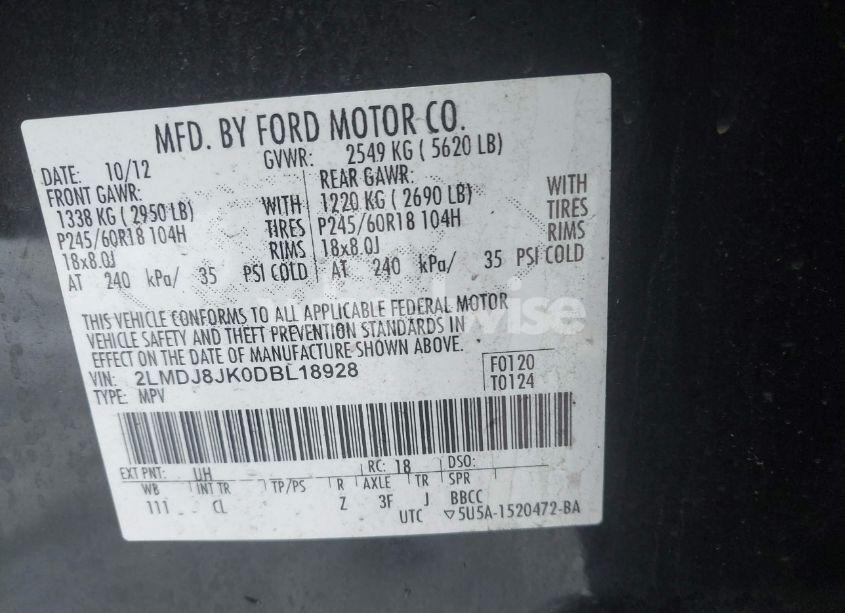 MFD. BY FORD MOTOR CO.
DATE: 10/12 GVWR: 2549 KG ( 5620 LB)
FRONT GAWR: REAR GAWR:
1338 KG ( 2950 LB) WITH 1220 KG ( 2690 LB) WITH
P245/60R18 104H TIRES P245/60R18 104H TIRES
18x8.0J RIMS 18x8.0J RIMS
AT 240 kPa/ 35 PSI COLD AT 240 kPa/ 35 PSI COLD
THIS VEHICLE CONFORMS TO ALL APPLICABLE FEDERAL MOTOR
VEHICLE SAFETY AND THEFT PREVENTION STANDARDS IN
EFFECT ON THE DATE OF MANUFACTURE SHOWN ABOVE.
VIN: 2LMDJ8JK0DBL18928 F0120
TYPE: MPV T0124
EXT PNT: UH RC: 18 DSO:
WB INT TR TP/PS R AXLE TR SPR
111 CL Z 3F J BBCC
UTC ▽5U5A-1520472-BA